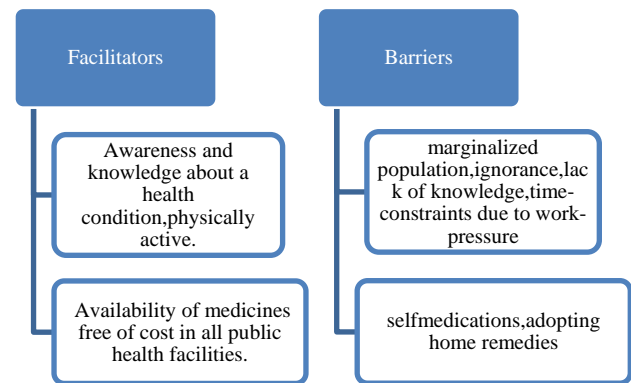 Facilitators
Awareness and
knowledge about a
health
condition,physically
active.
Availability of medicines
free of cost in all public
health facilities.
Barriers
marginalized
population,ignorance,lac
k of knowledge,time-
constraints due to work-
pressure
selfmedications,adopting
home remedies